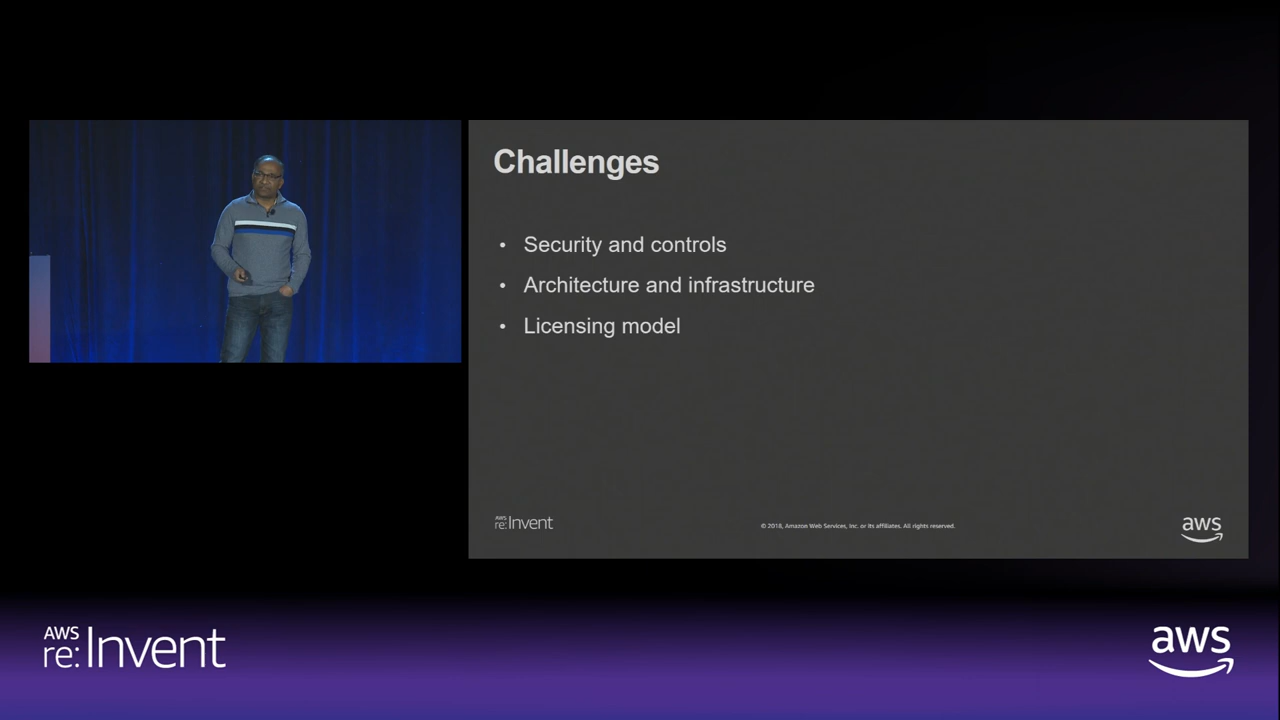 Challenges
• Security and controls
• Architecture and infrastructure
• Licensing model
AWS
re:Invent
© 2018, Amazon Web Services, Inc. or its affiliates. All rights reserved.
aws
AWS
re:Invent
aws